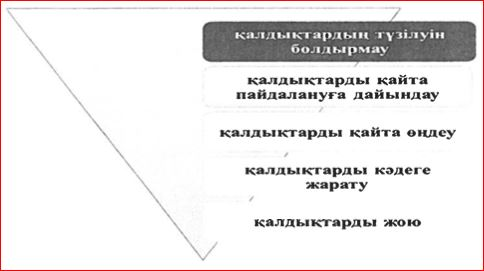 қалдықтардың түзілуін
болдырмау
қалдықтарды қайта
пайдалануға дайындау
қалдықтарды қайта өңдеу
қалдықтарды кәдеге
жарату
қалдықтарды жою